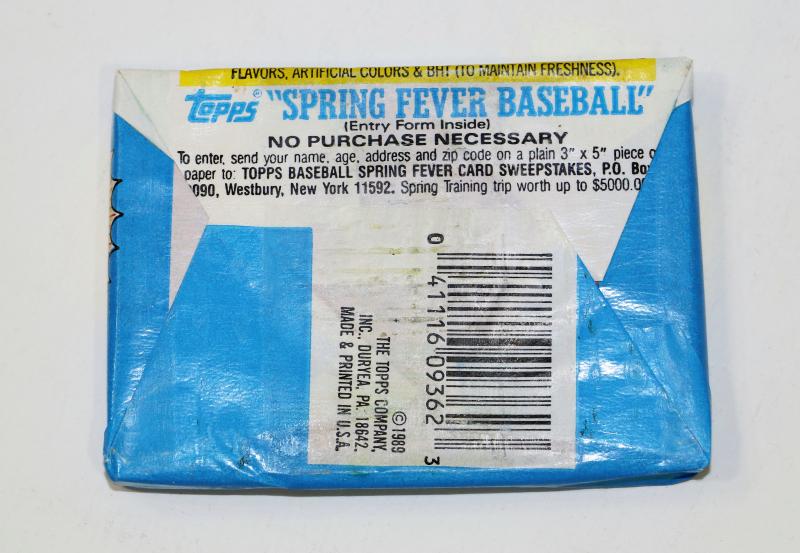 FLAVORS, ARTIFICIAL COLORS & BHT (TO MAINTAIN FRESHNESS).
Topps® "SPRING FEVER BASEBALL"
(Entry Form Inside)
NO PURCHASE NECESSARY
To enter, send your name, age, address and zip code on a plain 3" x 5" piece
paper to: TOPPS BASEBALL SPRING FEVER CARD SWEEPSTAKES, P.O.
090, Westbury, New York 11592. Spring Training trip worth up to $5000.0
0 41116 09362 3
© 1989
THE TOPPS COMPANY,
INC., DURYEA, PA. 18642.
MADE & PRINTED IN U.S.A.